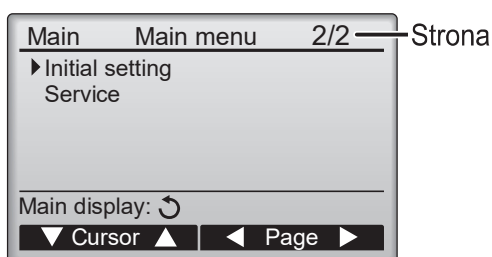 Main Main menu 2/2 Strona
Initial setting
Service
Main display:
Cursor Page